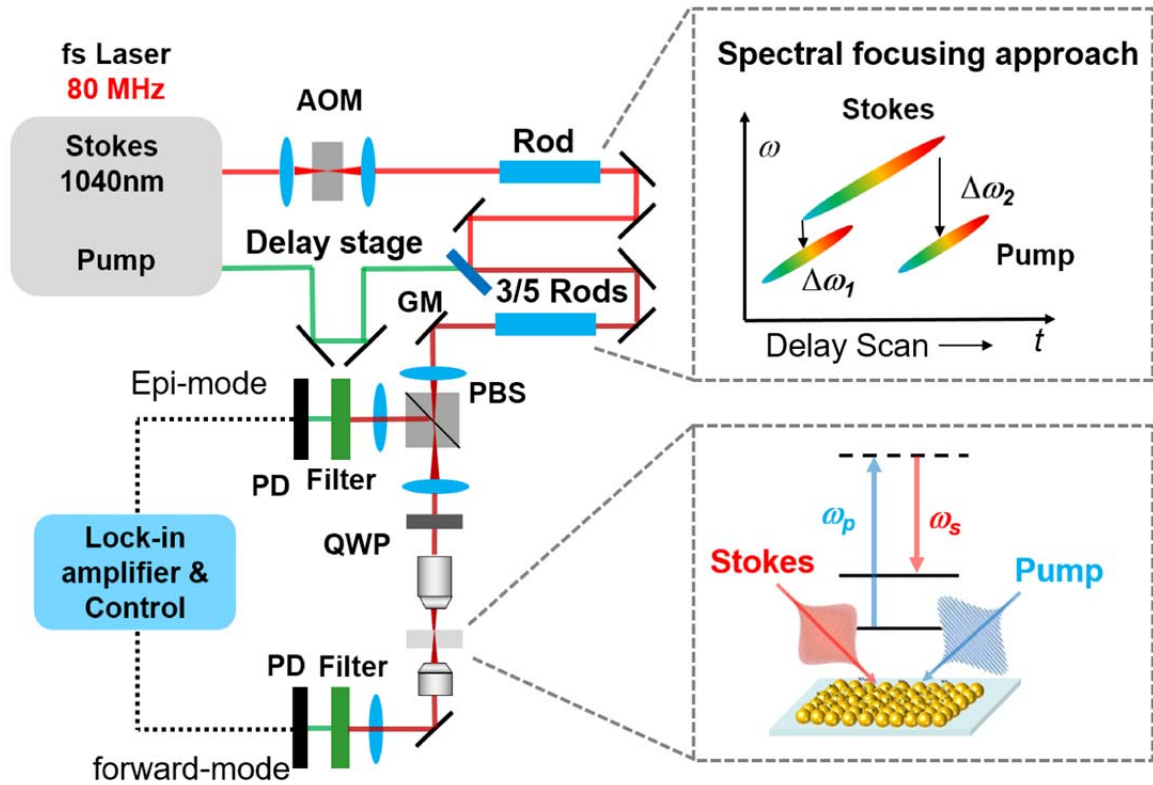 fs Laser
80 MHz
Stokes
1040nm
Pump
AOM
Rod
Delay stage
GM
3/5 Rods
Epi-mode
PBS
PD
Filter
QWP
Lock-in
amplifier &
Control
PD
Filter
forward-mode
Spectral focusing approach
Stokes
ω
Δω2
Pump
Δω1
Delay Scan
t
ωp
ωs
Stokes
Pump